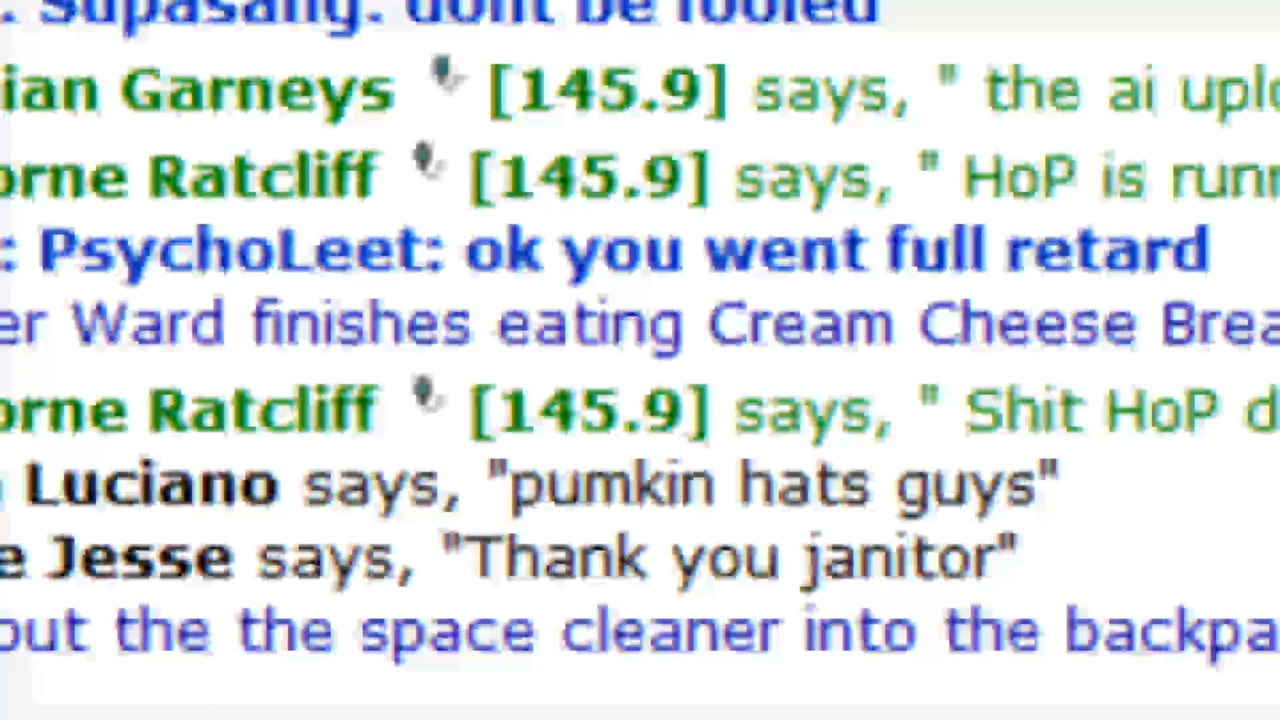 : Supasang: dont be fooled
ian Garneys [145.9] says, " the ai uplo
orne Ratcliff [145.9] says, " HoP is runn
: PsychoLeet: ok you went full retard
er Ward finishes eating Cream Cheese Brea
orne Ratcliff [145.9] says, " Shit HoP d
Luciano says, "pumkin hats guys"
e Jesse says, "Thank you janitor"
out the the space cleaner into the backpa